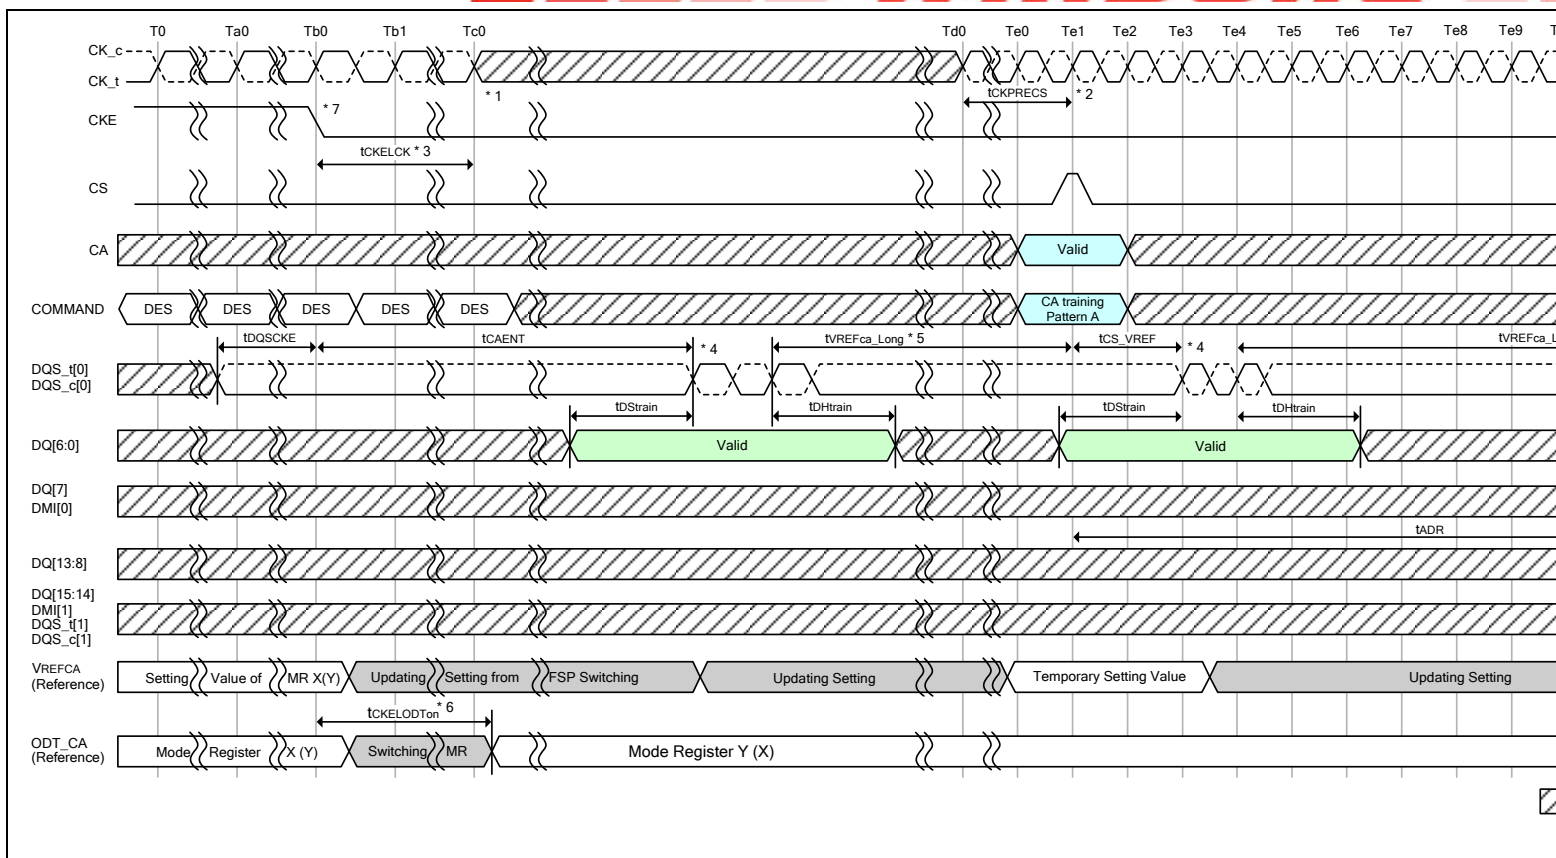 T0 Ta0 Tb0 Tb1 Tc0 Td0 Te0 Te1 Te2 Te3 Te4 Te5 Te6 Te7 Te8 Te9
CK_c
CK_t
* 1
tCKPRECS * 2
CKE
* 7
tCKELCK * 3
CS
CA
Valid
COMMAND
DES DES DES DES DES
CA training
Pattern A
tDQSCKE tCAENT * 4 tVREFca_Long * 5 tCS_VREF * 4 tVREFca_L
DQS_t[0]
DQS_c[0]
tDStrain tDHtrain tDStrain tDHtrain
DQ[6:0]
Valid Valid
DQ[7]
DMI[0]
tADR
DQ[13:8]
DQ[15:14]
DMI[1]
DQS_t[1]
DQS_c[1]
VREFCA
(Reference)
Setting Value of MR X(Y) Updating Setting from FSP Switching Updating Setting Temporary Setting Value Updating Setting
tCKELODTon * 6
ODT_CA
(Reference)
Mode Register X (Y) Switching MR Mode Register Y (X)